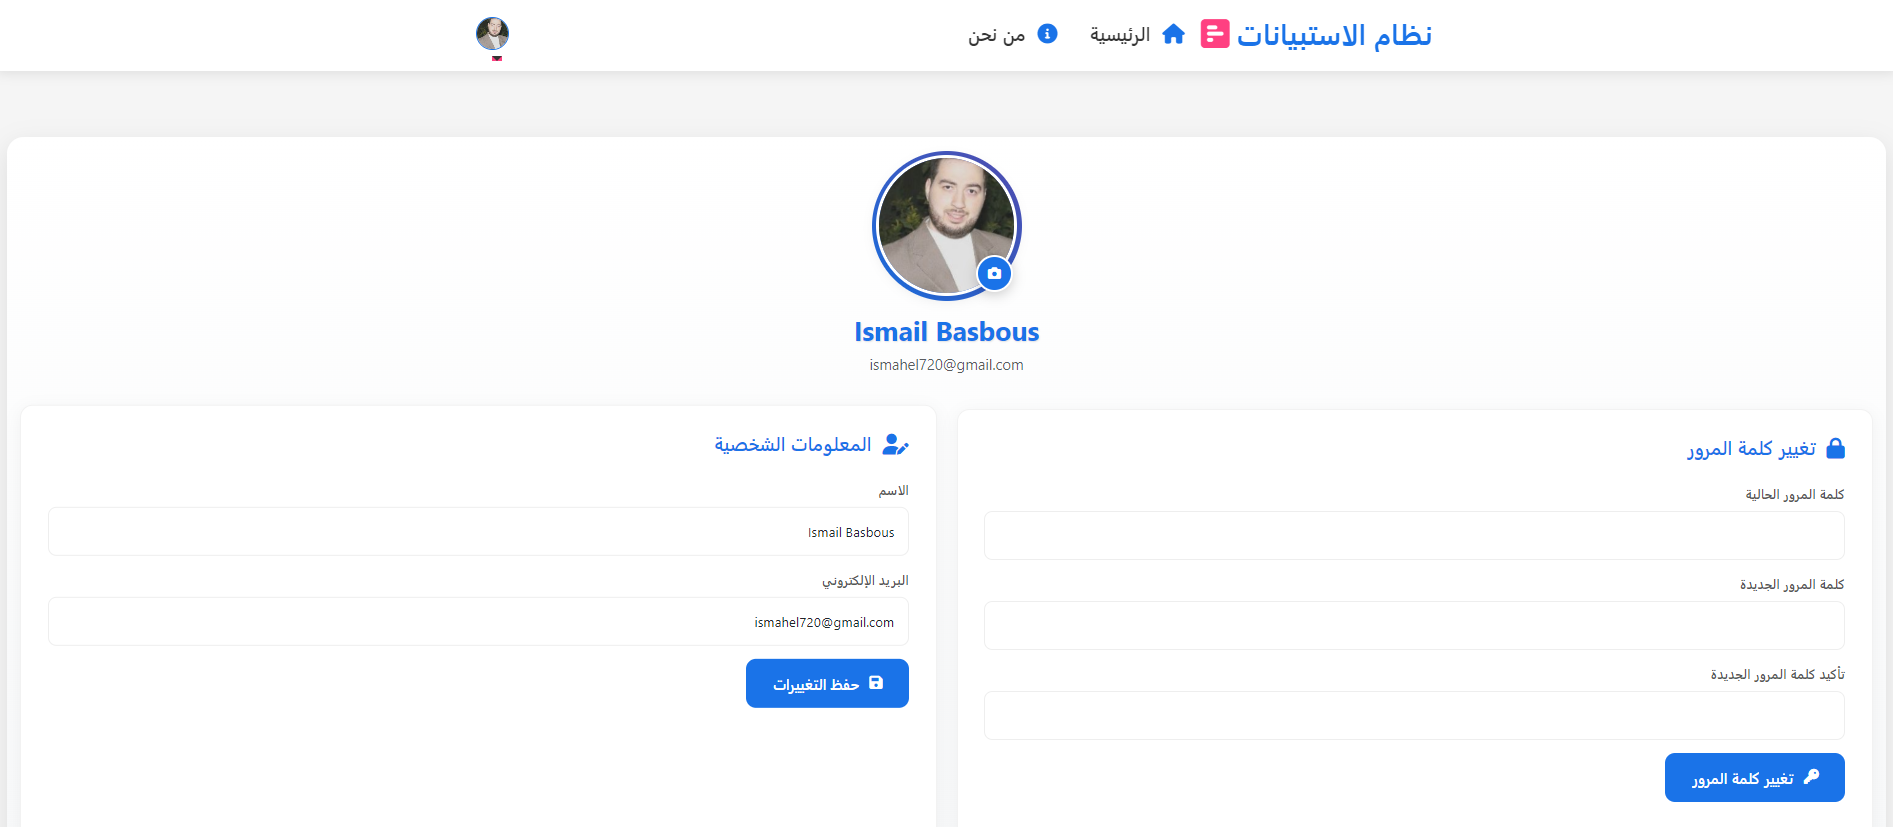 نظام الاستبيانات
الرئيسية
من نحن
Ismail Basbous
ismahel720@gmail.com
تغيير كلمة المرور
كلمة المرور الحالية
كلمة المرور الجديدة
تأكيد كلمة المرور الجديدة
تغيير كلمة المرور
المعلومات الشخصية
الاسم
Ismail Basbous
البريد الإلكتروني
ismahel720@gmail.com
حفظ التغييرات